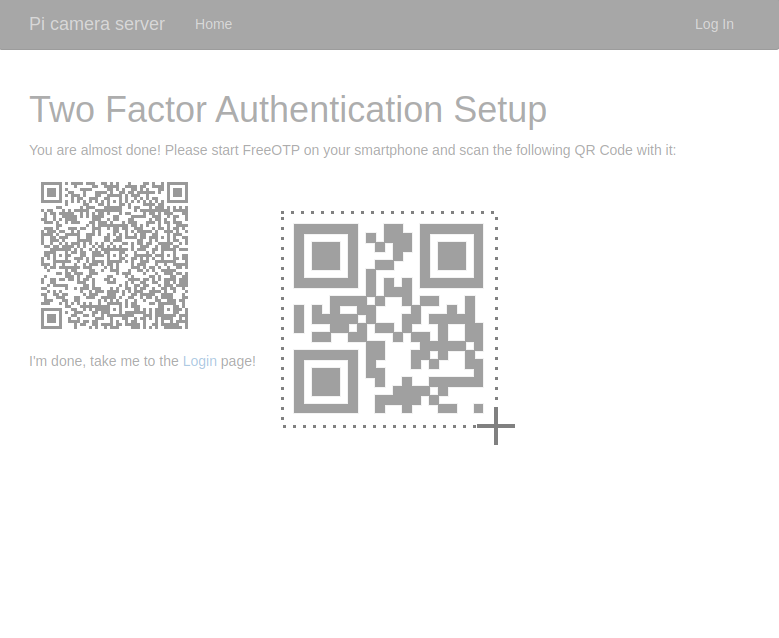 Pi camera server Home Log In
Two Factor Authentication Setup
You are almost done! Please start FreeOTP on your smartphone and scan the following QR Code with it:
I'm done, take me to the Login page!